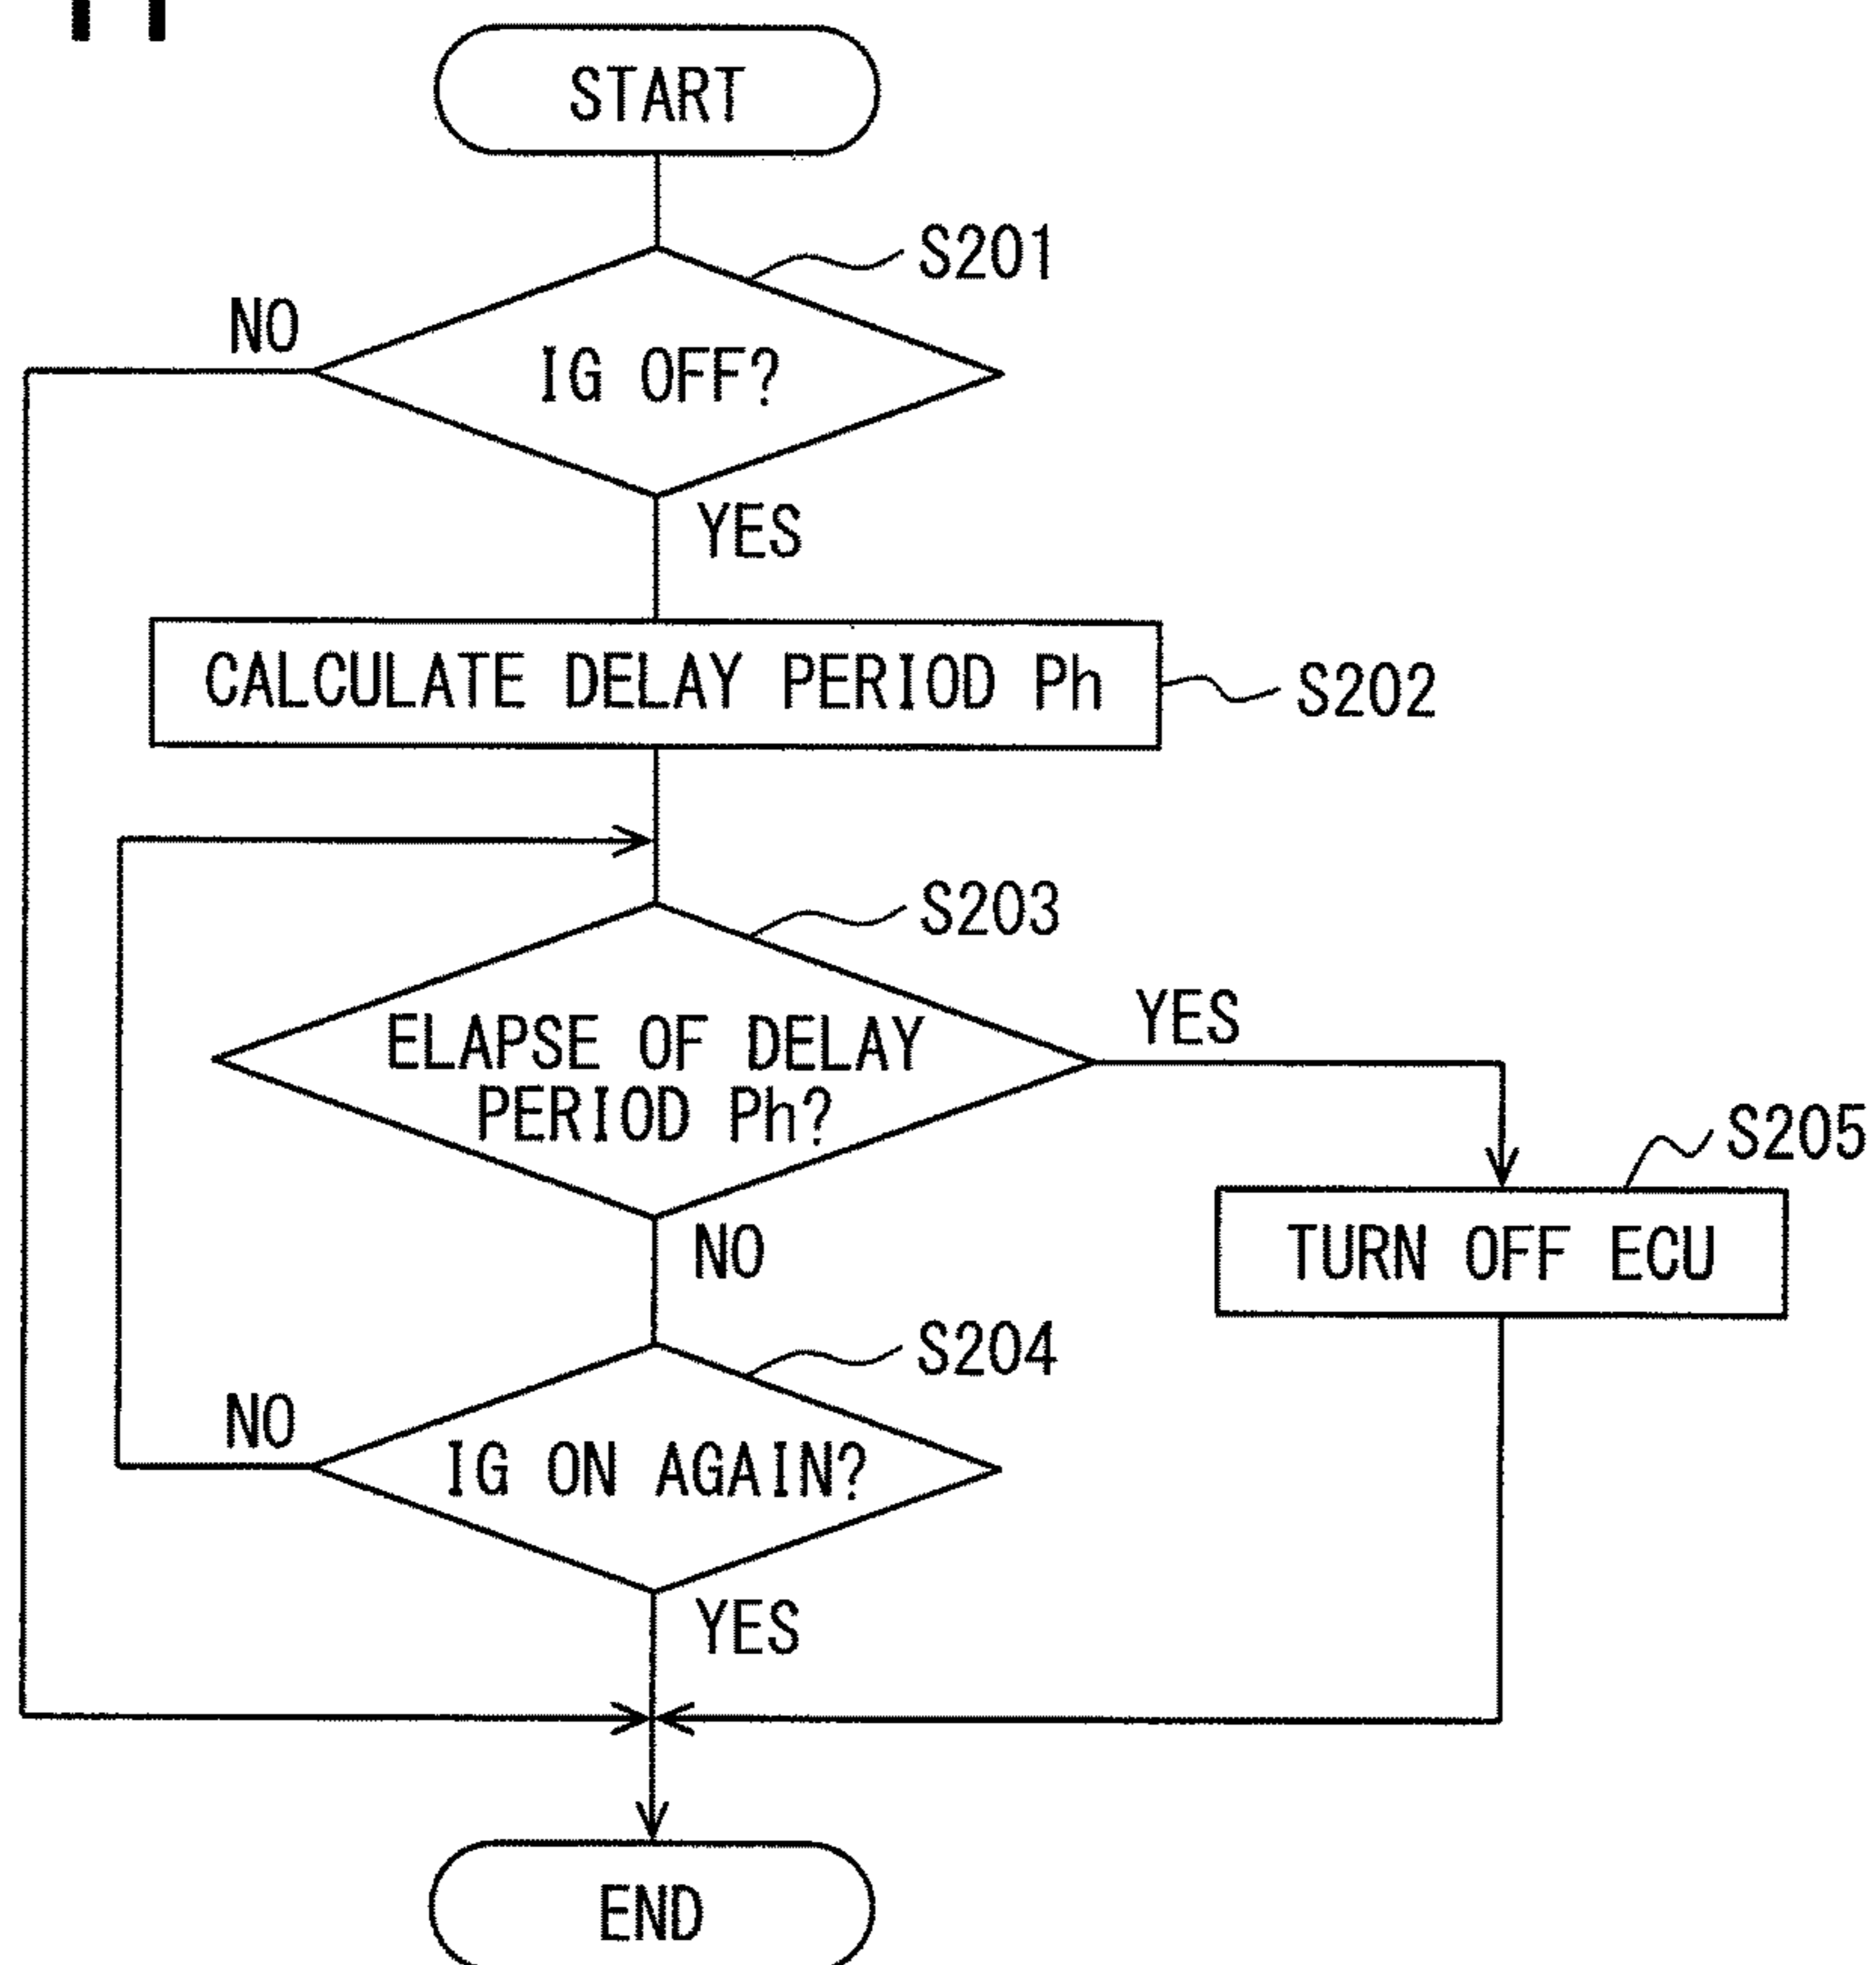 START
S201
NO
IG OFF?
YES
CALCULATE DELAY PERIOD Ph
S202
S203
ELAPSE OF DELAY
PERIOD Ph?
YES
S205
TURN OFF ECU
NO
S204
NO
IG ON AGAIN?
YES
END